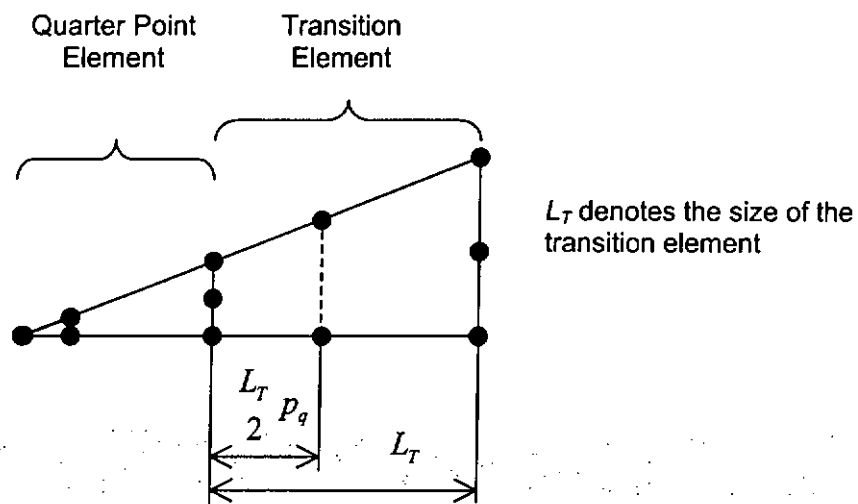 Quarter Point
Element
Transition
Element
L_T denotes the size of the
transition element
L_T
2 p_q
L_T